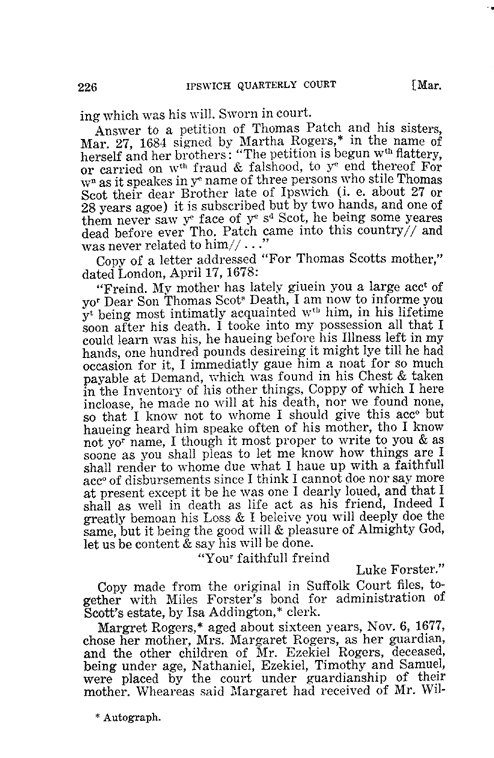 226 IPSWICH QUARTERLY COURT [Mar.
ing which was his will. Sworn in court.
Answer to a petition of Thomas Patch and his sisters,
Mar. 27, 1684 signed by Martha Rogers,* in the name of
herself and her brothers: "The petition is begun wᵗʰ flattery,
or carried on wᵗʰ fraud & falshood, to yᵉ end thereof For
wⁿ as it speakes in yᵉ name of three persons who stile Thomas
Scot their dear Brother late of Ipswich (i. e. about 27 or
28 years agoe) it is subscribed but by two hands, and one of
them never saw yᵉ face of yᵉ sᵈ Scot, he being some yeares
dead before ever Tho. Patch came into this country// and
was never related to him// . . ."
Copy of a letter addressed "For Thomas Scotts mother,"
dated London, April 17, 1678:
"Freind. My mother has lately giuein you a large accᵗ of
yoʳ Dear Son Thomas Scotˢ Death, I am now to informe you
yᵗ being most intimatly acquainted wᵗʰ him, in his lifetime
soon after his death. I tooke into my possession all that I
could learn was his, he haueing before his Illness left in my
hands, one hundred pounds desireing it might lye till he had
occasion for it, I immediatly gaue him a noat for so much
payable at Demand, which was found in his Chest & taken
in the Inventory of his other things, Coppy of which I here
incloase, he made no will at his death, nor we found none,
so that I know not to whome I should give this accᵒ but
haueing heard him speake often of his mother, tho I know
not yoʳ name, I though it most proper to write to you & as
soone as you shall pleas to let me know how things are I
shall render to whome due what I haue up with a faithfull
accᵒ of disbursements since I think I cannot doe nor say more
at present except it be he was one I dearly loued, and that I
shall as well in death as life act as his friend, Indeed I
greatly bemoan his Loss & I beleive you will deeply doe the
same, but it being the good will & pleasure of Almighty God,
let us be content & say his will be done.
"Youʳ faithfull freind
Luke Forster."
Copy made from the original in Suffolk Court files, to-
gether with Miles Forster's bond for administration of
Scott's estate, by Isa Addington,* clerk.
Margret Rogers,* aged about sixteen years, Nov. 6, 1677,
chose her mother, Mrs. Margaret Rogers, as her guardian,
and the other children of Mr. Ezekiel Rogers, deceased,
being under age, Nathaniel, Ezekiel, Timothy and Samuel,
were placed by the court under guardianship of their
mother. Wheareas said Margaret had received of Mr. Wil-
* Autograph.